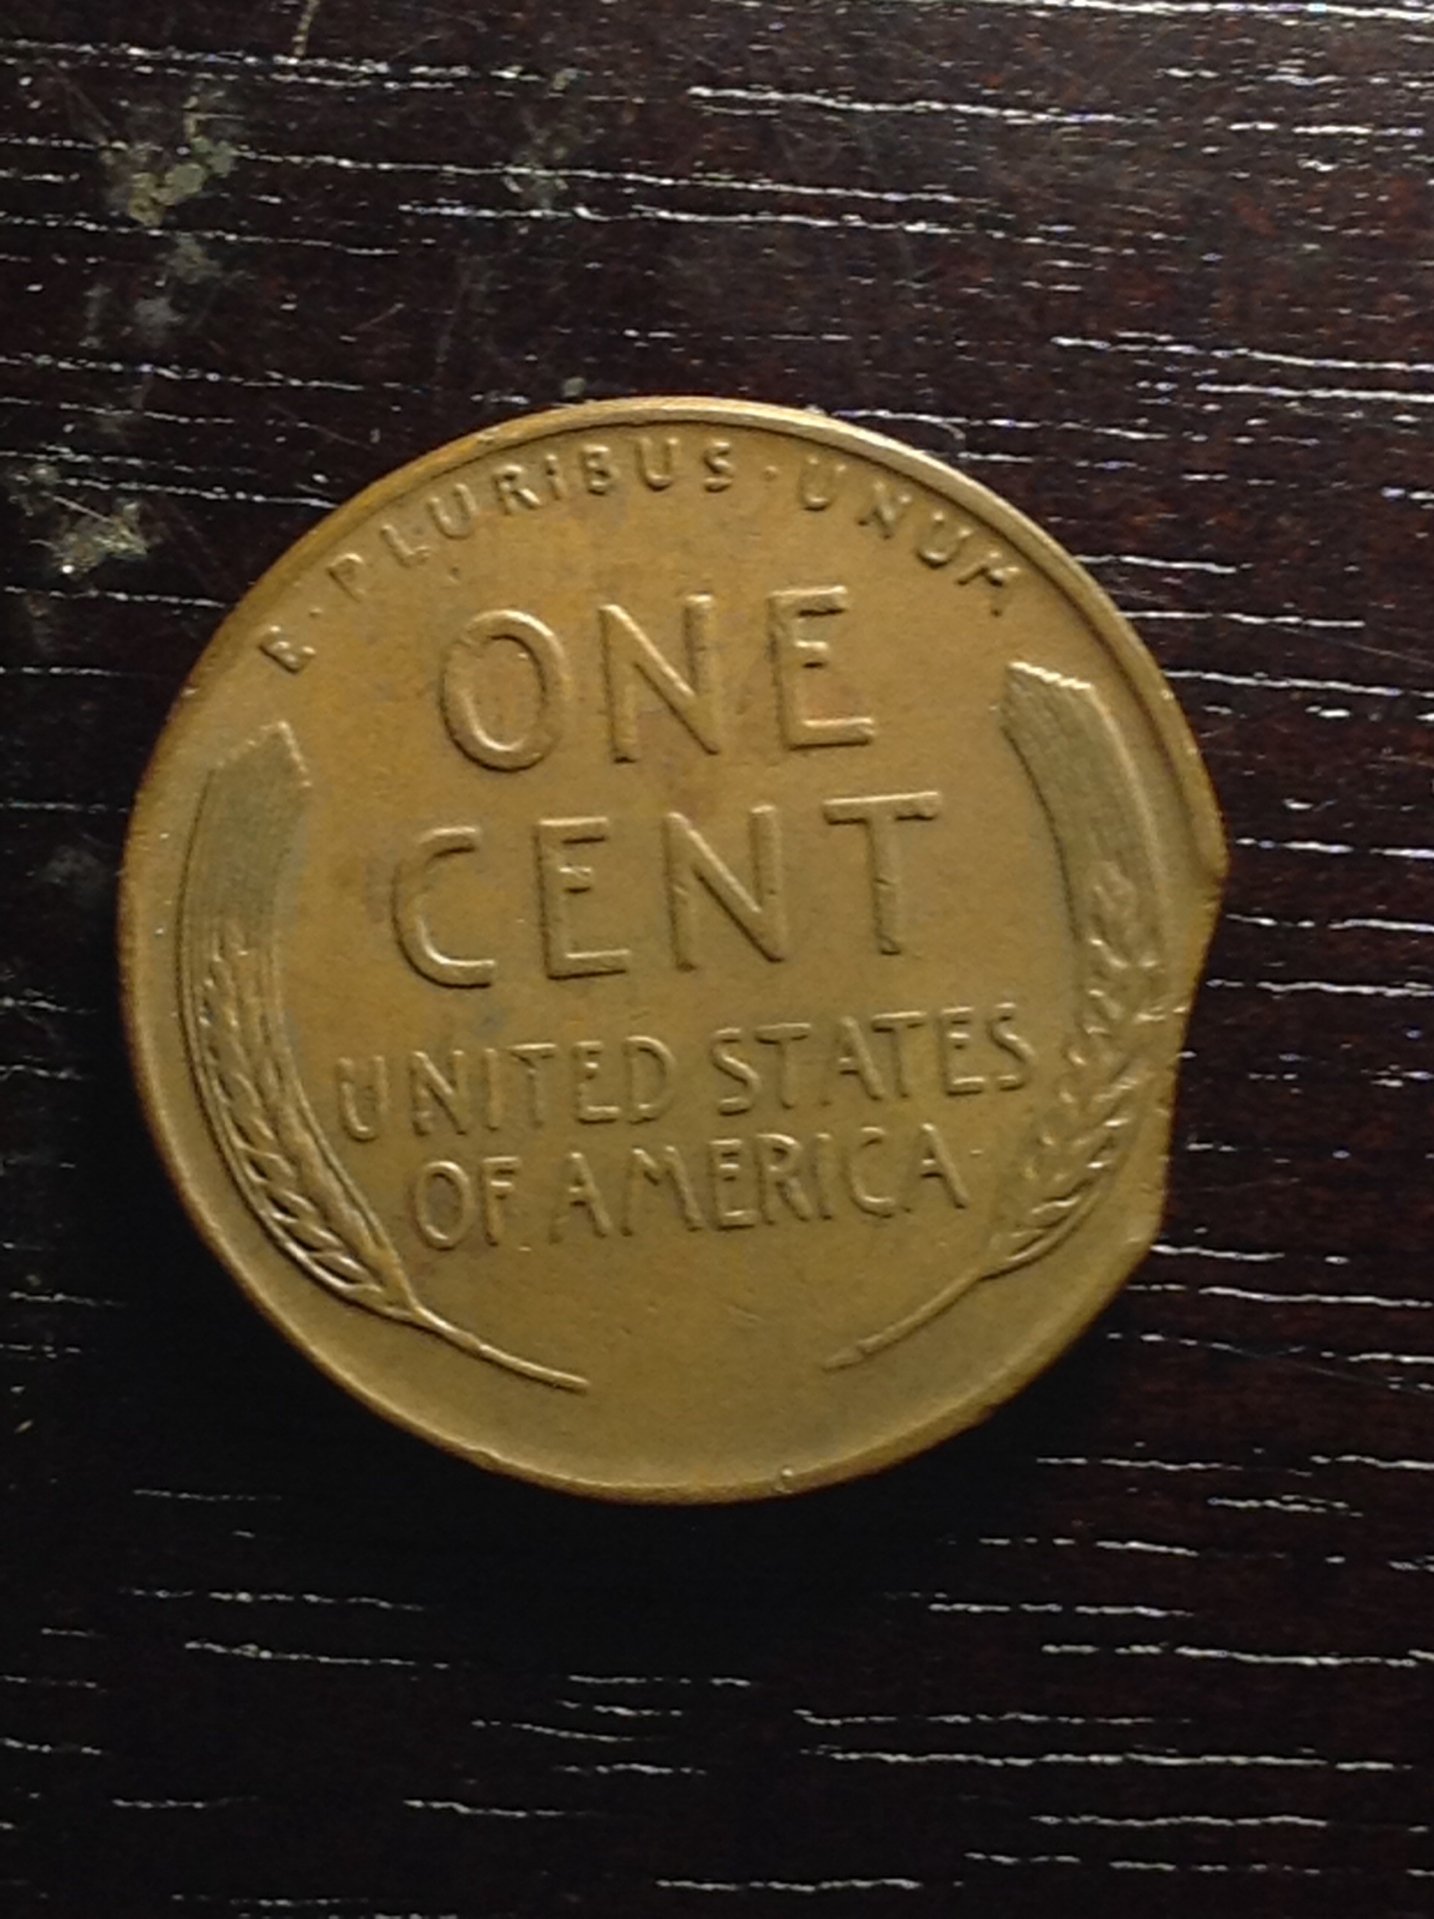 E·PLURIBUS·UNUM
ONE
CENT
UNITED STATES
OF AMERICA